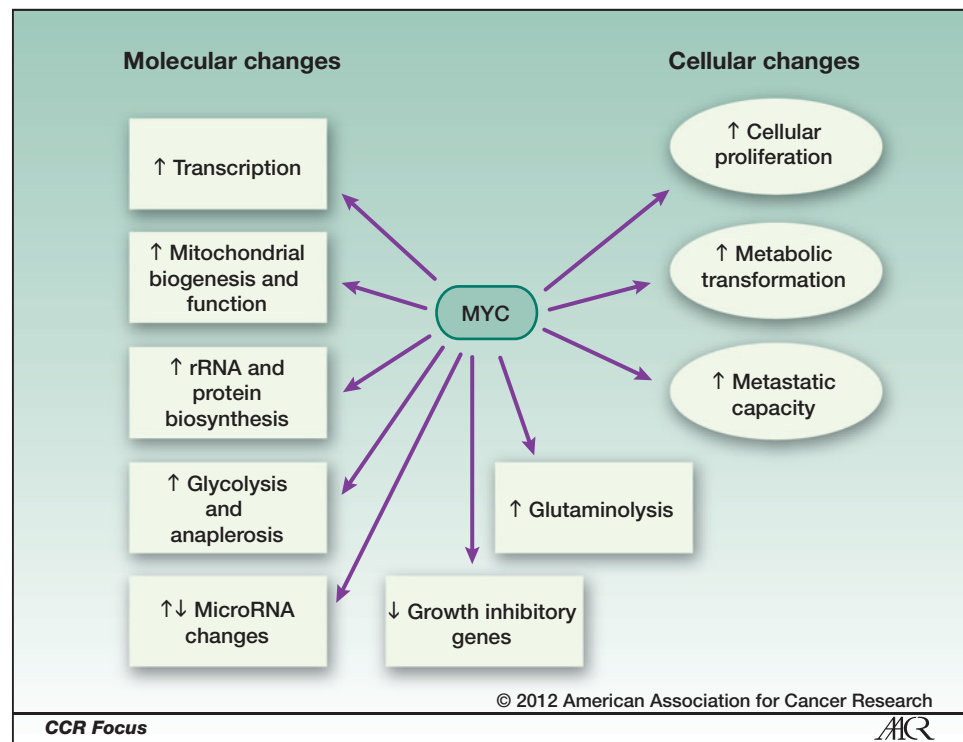 Molecular changes
Cellular changes
↑ Transcription
↑ Mitochondrial
biogenesis and
function
↑ rRNA and
protein
biosynthesis
↑ Glycolysis
and
anaplerosis
↑↓ MicroRNA
changes
MYC
↑ Cellular
proliferation
↑ Metabolic
transformation
↑ Metastatic
capacity
↑ Glutaminolysis
↓ Growth inhibitory
genes
© 2012 American Association for Cancer Research
CCR Focus
AACR